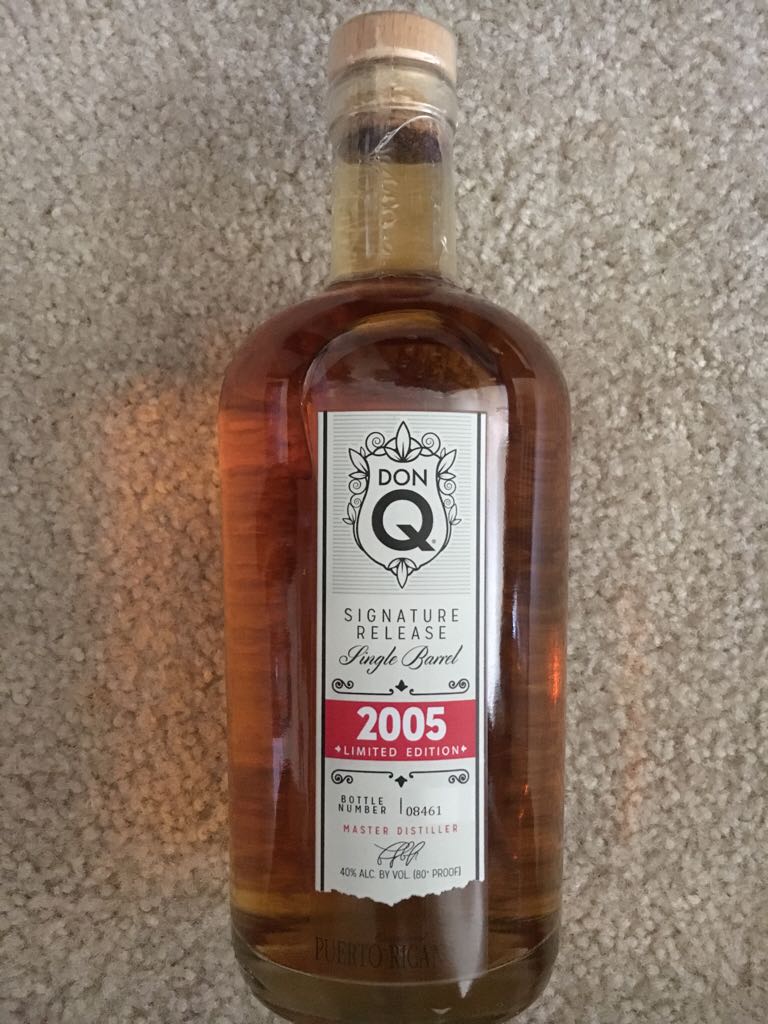 DON
Q
SIGNATURE
RELEASE
Single Barrel
2005
LIMITED EDITION
BOTTLE
NUMBER 08461
MASTER DISTILLER
40% ALC. BY VOL. (80° PROOF)
PUERTO RICAN